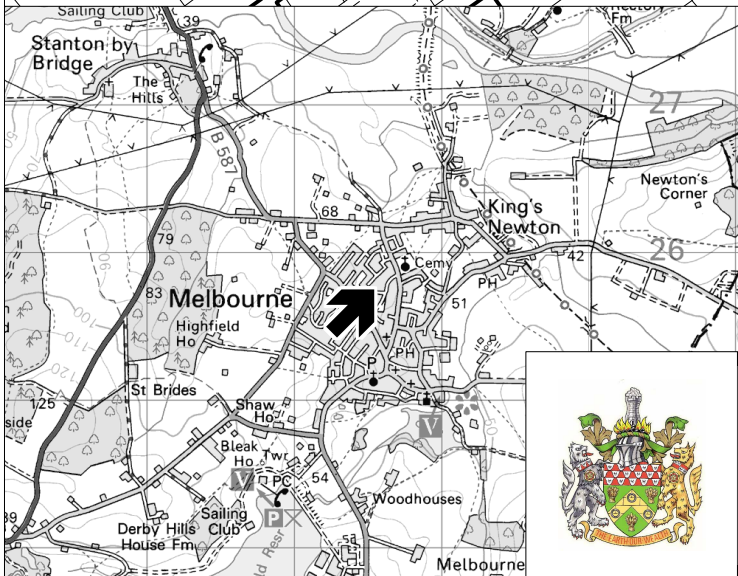 Sailing Club
39
Fm
Stanton by
Bridge
The
Hills
27
B 587
Newton's
Corner
68
King's
Newton
79
Cemy
26
42
83
Melbourne
51
PH
Highfield
Ho
P
PH
St Brides
125
Shaw
Ho
side
V
Bleak
Ho
Twr
V
PC
54
Woodhouses
P
Sailing
Club
Derby Hills
House Fm
39
Melbourne